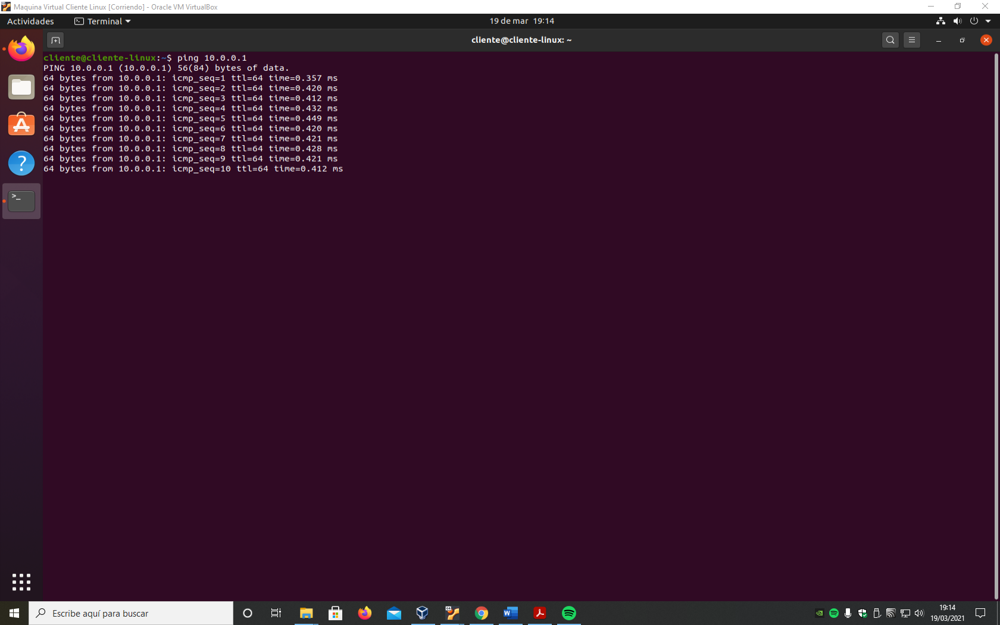 Maquina Virtual Cliente Linux [Corriendo] - Oracle VM VirtualBox
Actividades
Terminal
19 de mar 19:14
cliente@cliente-linux: ~
cliente@cliente-linux:~$ ping 10.0.0.1
PING 10.0.0.1 (10.0.0.1) 56(84) bytes of data.
64 bytes from 10.0.0.1: icmp_seq=1 ttl=64 time=0.357 ms
64 bytes from 10.0.0.1: icmp_seq=2 ttl=64 time=0.420 ms
64 bytes from 10.0.0.1: icmp_seq=3 ttl=64 time=0.412 ms
64 bytes from 10.0.0.1: icmp_seq=4 ttl=64 time=0.432 ms
64 bytes from 10.0.0.1: icmp_seq=5 ttl=64 time=0.449 ms
64 bytes from 10.0.0.1: icmp_seq=6 ttl=64 time=0.420 ms
64 bytes from 10.0.0.1: icmp_seq=7 ttl=64 time=0.421 ms
64 bytes from 10.0.0.1: icmp_seq=8 ttl=64 time=0.428 ms
64 bytes from 10.0.0.1: icmp_seq=9 ttl=64 time=0.421 ms
64 bytes from 10.0.0.1: icmp_seq=10 ttl=64 time=0.412 ms
Escribe aquí para buscar
19:14
19/03/2021